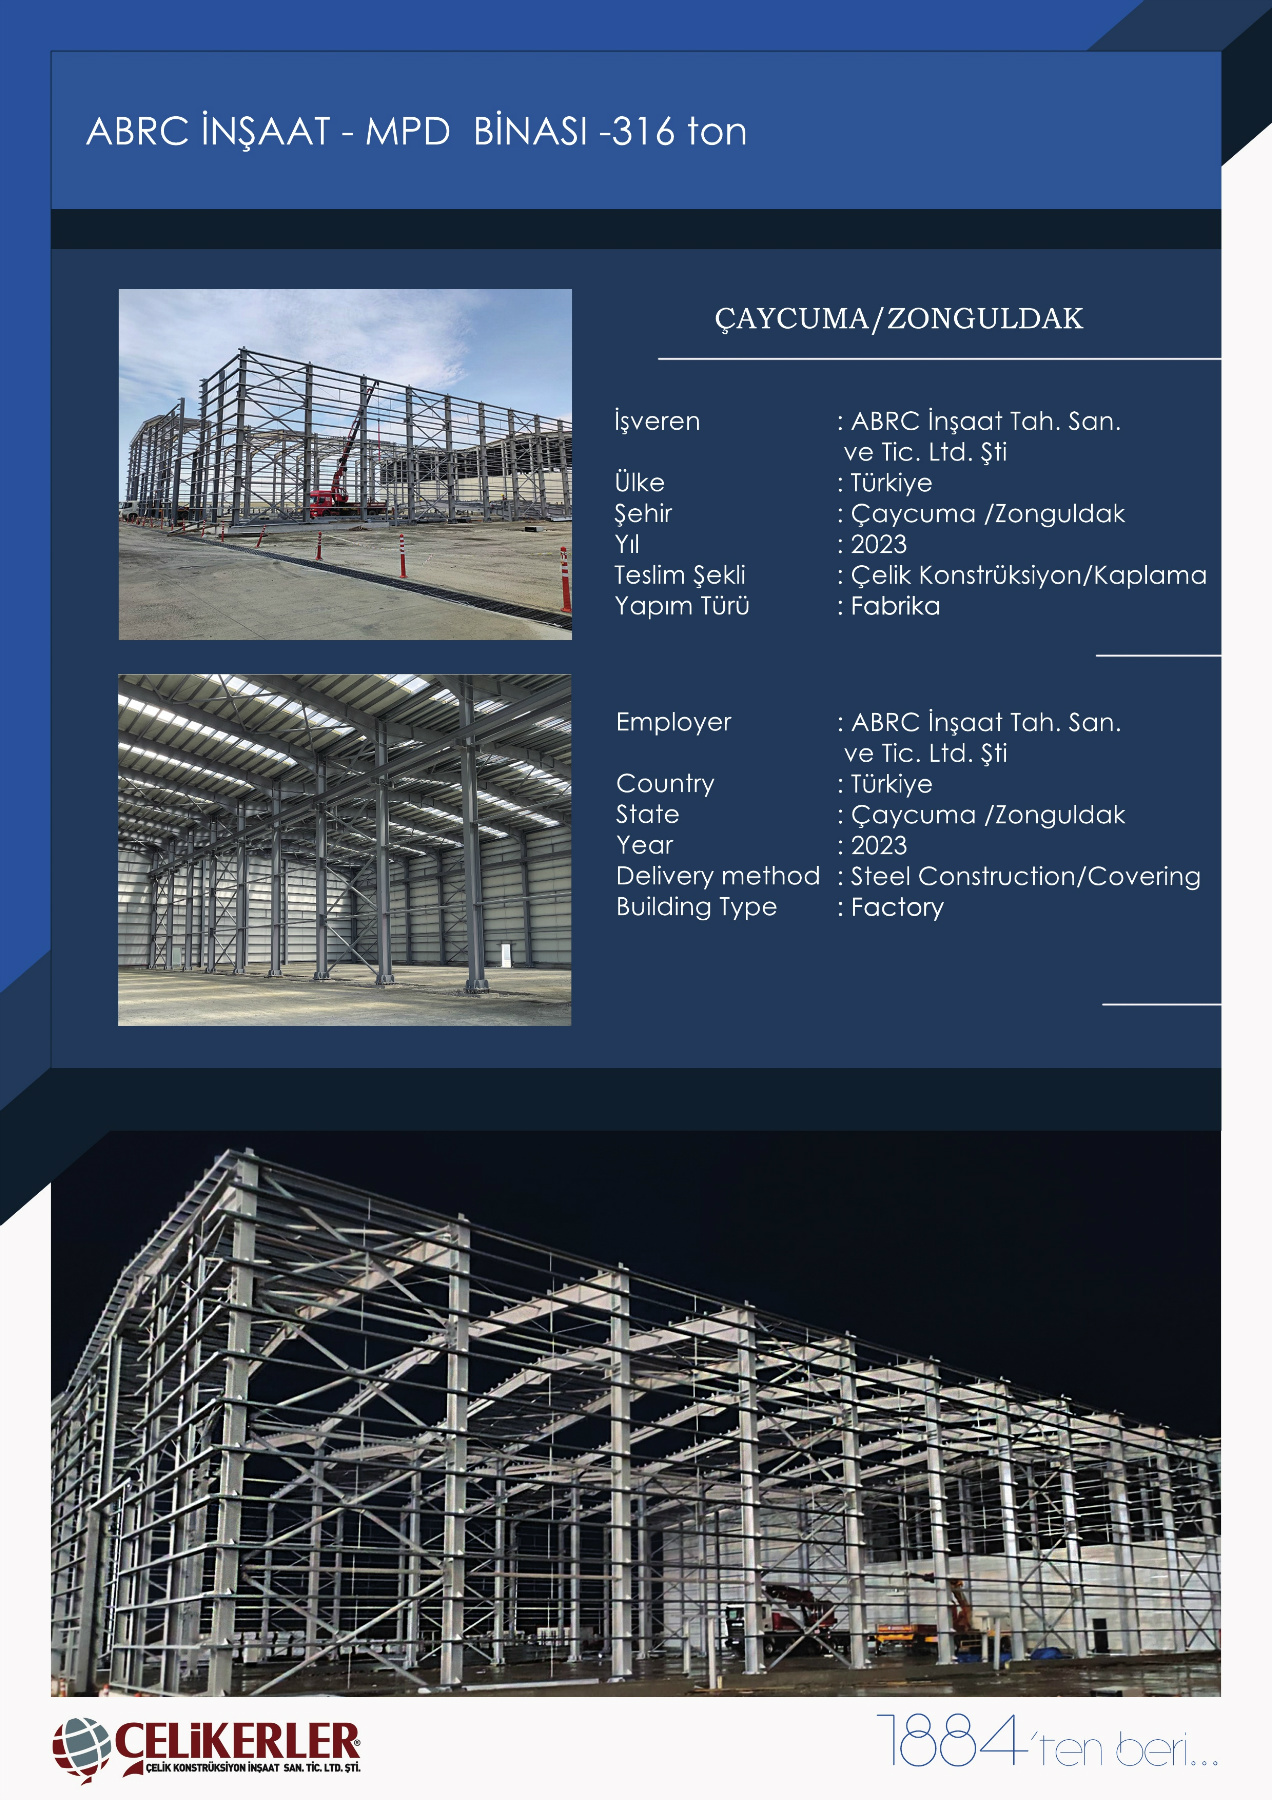 ABRC İNŞAAT - MPD BİNASI -316 ton
ÇAYCUMA/ZONGULDAK
İşveren : ABRC İnşaat Tah. San.
ve Tic. Ltd. Şti
Ülke : Türkiye
Şehir : Çaycuma /Zonguldak
Yıl : 2023
Teslim Şekli : Çelik Konstrüksiyon/Kaplama
Yapım Türü : Fabrika
Employer : ABRC İnşaat Tah. San.
ve Tic. Ltd. Şti
Country : Türkiye
State : Çaycuma /Zonguldak
Year : 2023
Delivery method : Steel Construction/Covering
Building Type : Factory
ÇELİKERLER®
ÇELİK KONSTRÜKSİYON İNŞAAT SAN. TİC. LTD. ŞTİ.
1884'ten beri...